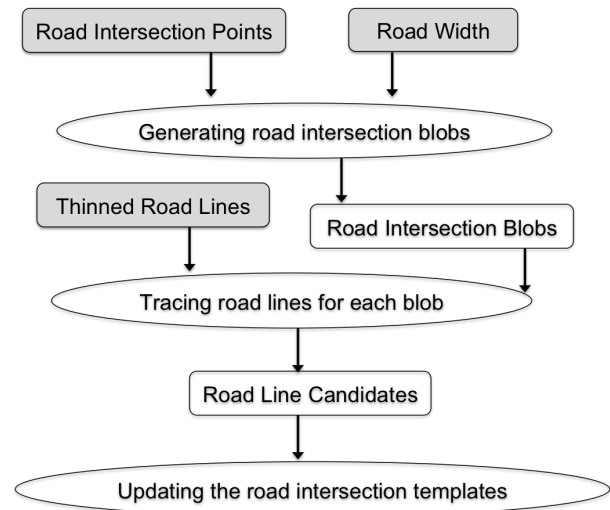 Road Intersection Points
Road Width
Generating road intersection blobs
Thinned Road Lines
Road Intersection Blobs
Tracing road lines for each blob
Road Line Candidates
Updating the road intersection templates